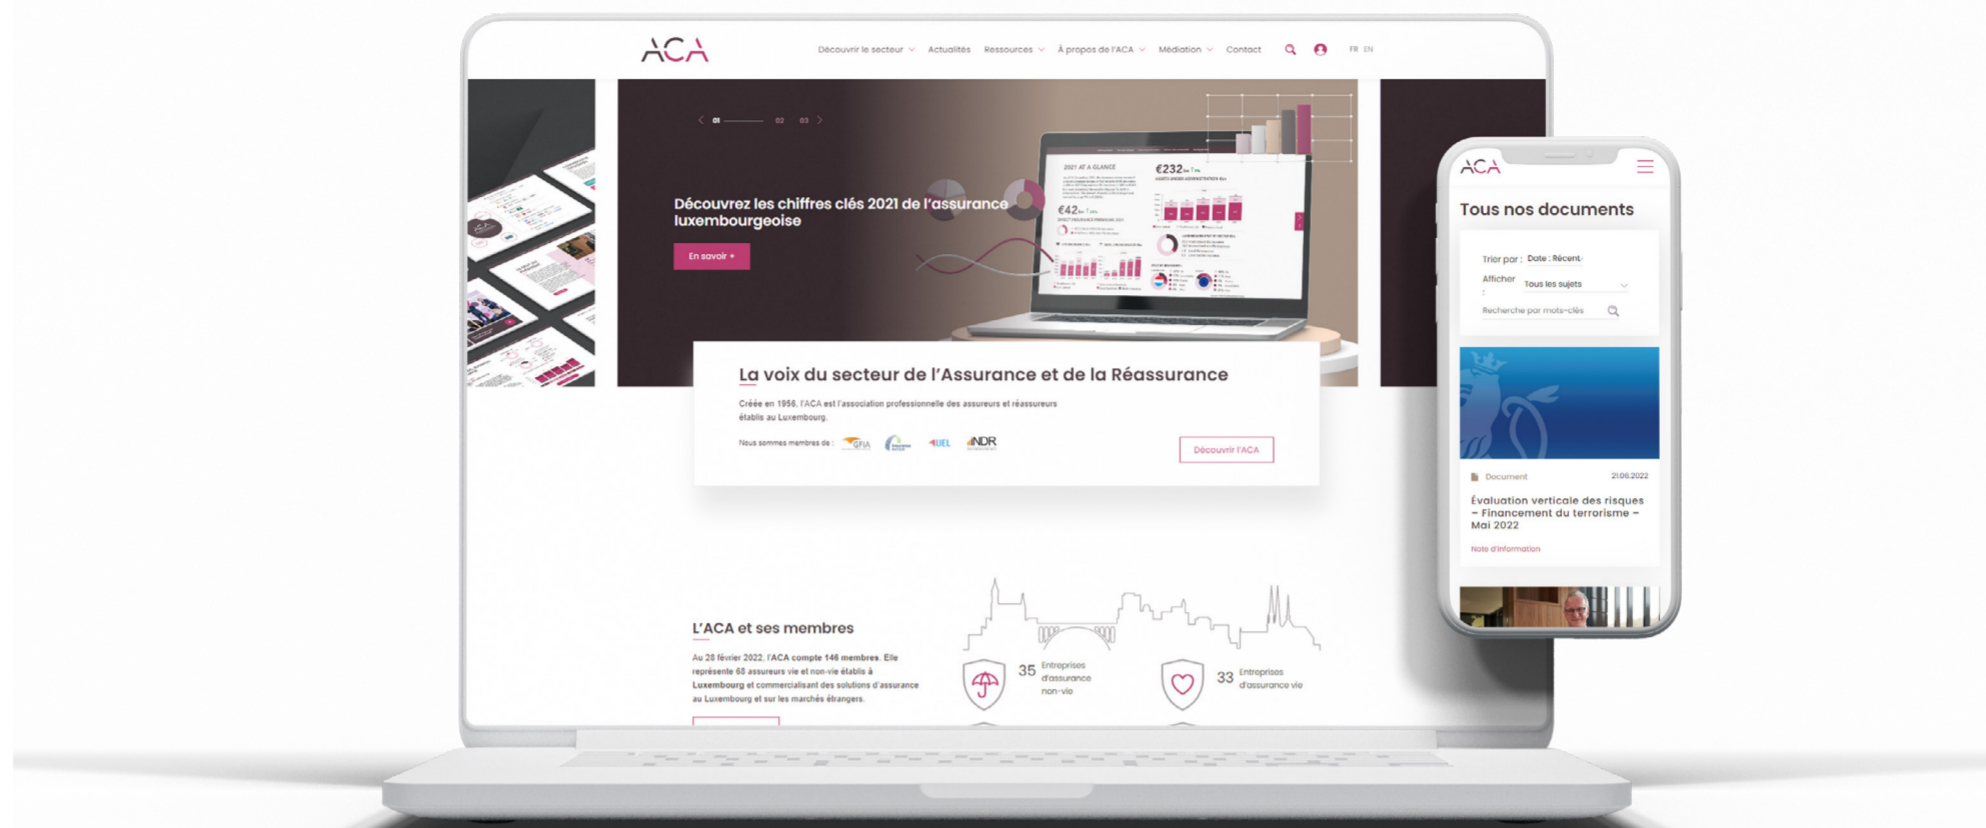 ACA
Découvrir le secteur
Actualités
Ressources
À propos de l'ACA
Médiation
Contact
FR EN
01
02
03
Découvrez les chiffres clés 2021 de l'assurance
luxembourgeoise
En savoir +
2021 AT A GLANCE
€232
ASSETS UNDER ADMINISTRATION
€42
La voix du secteur de l'Assurance et de la Réassurance
Créée en 1956, l'ACA est l'association professionnelle des assureurs et réassureurs
établis au Luxembourg.
Nous sommes membres de :
GFIA
UEL
INDR
Découvrir l'ACA
L'ACA et ses membres
Au 28 février 2022, l'ACA compte 146 membres. Elle
représente 68 assureurs vie et non-vie établis à
Luxembourg et commercialisant des solutions d'assurance
au Luxembourg et sur les marchés étrangers.
35
Entreprises
d'assurance
non-vie
33
Entreprises
d'assurance vie
ACA
Tous nos documents
Trier par : Date : Récent
Afficher
:
Tous les sujets
Recherche par mots-clés
Document
21.06.2022
Évaluation verticale des risques
– Financement du terrorisme –
Mai 2022
Note d'information